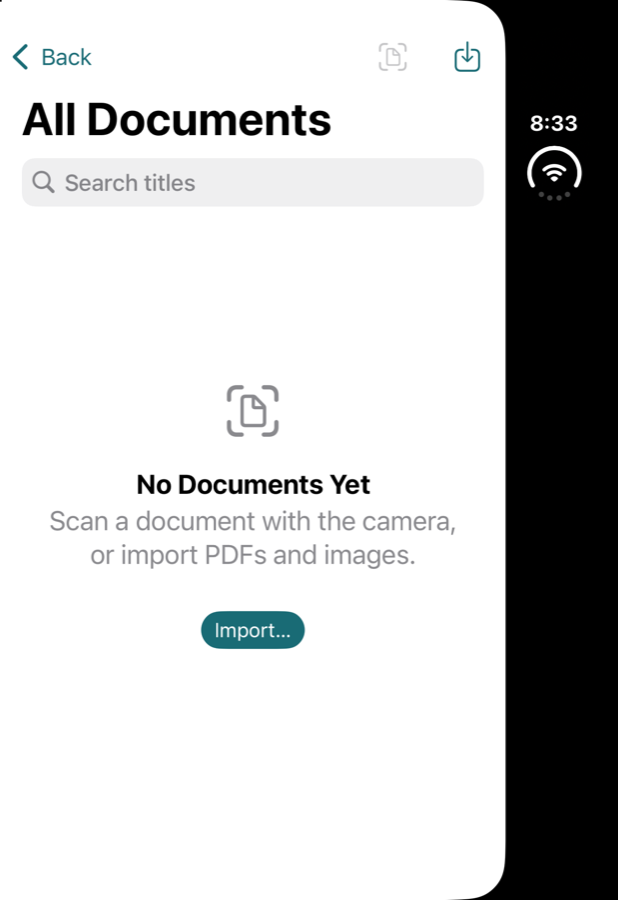 Back
All Documents
Search titles
8:33
No Documents Yet
Scan a document with the camera,
or import PDFs and images.
Import...